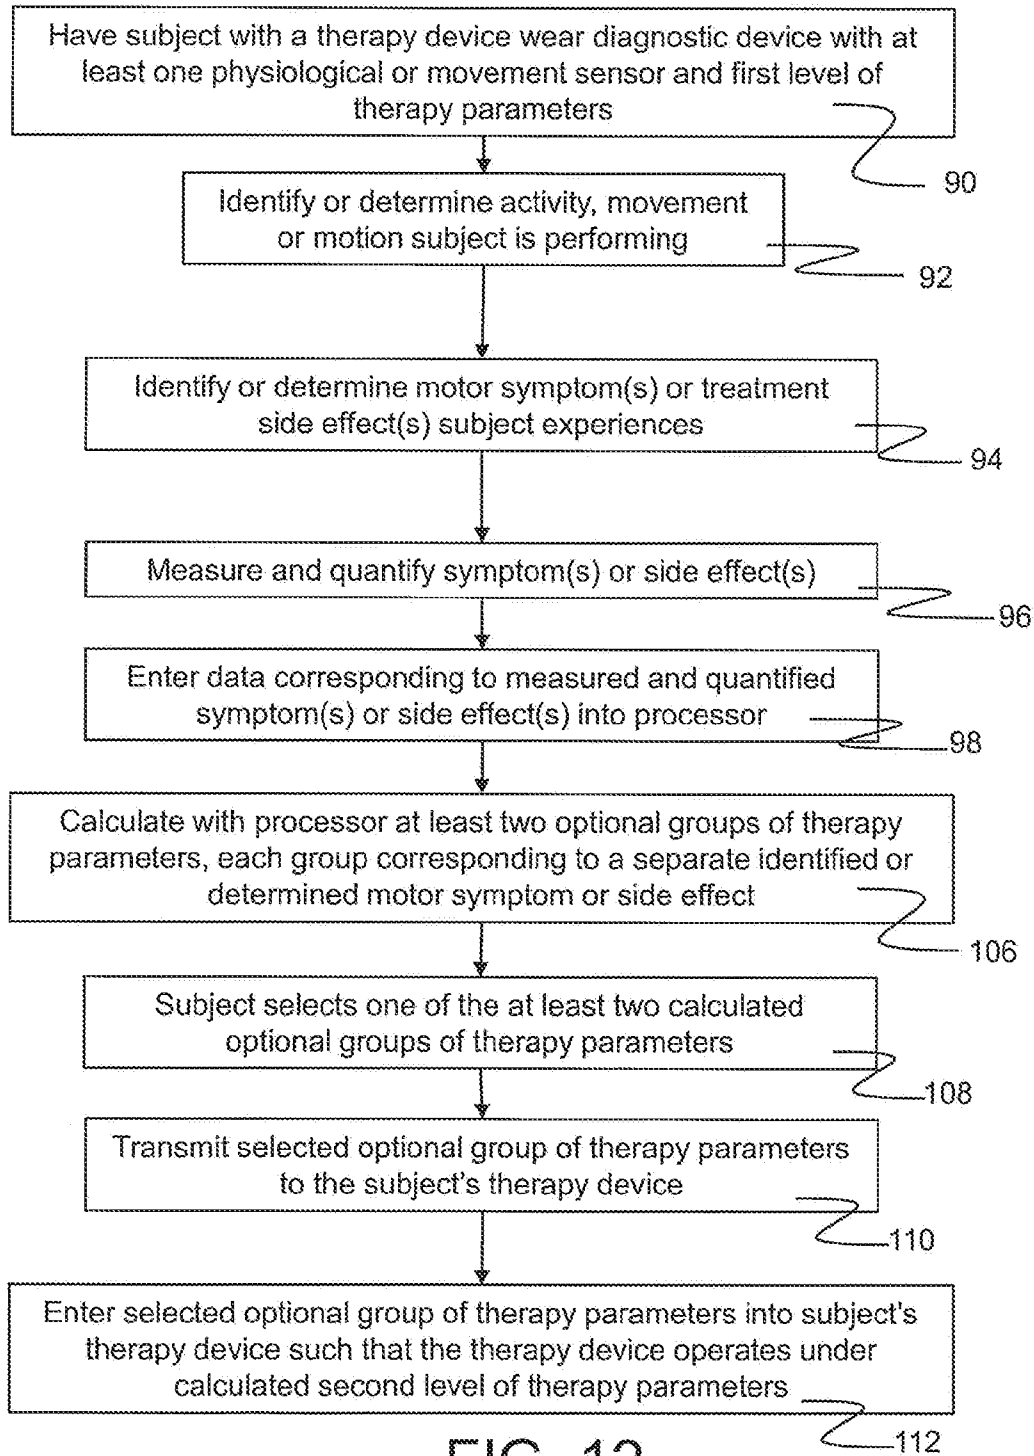 Have subject with a therapy device wear diagnostic device with at
least one physiological or movement sensor and first level of
therapy parameters
90
Identify or determine activity, movement
or motion subject is performing
92
Identify or determine motor symptom(s) or treatment
side effect(s) subject experiences
94
Measure and quantify symptom(s) or side effect(s)
96
Enter data corresponding to measured and quantified
symptom(s) or side effect(s) into processor
98
Calculate with processor at least two optional groups of therapy
parameters, each group corresponding to a separate identified or
determined motor symptom or side effect
106
Subject selects one of the at least two calculated
optional groups of therapy parameters
108
Transmit selected optional group of therapy parameters
to the subject's therapy device
110
Enter selected optional group of therapy parameters into subject's
therapy device such that the therapy device operates under
calculated second level of therapy parameters
112